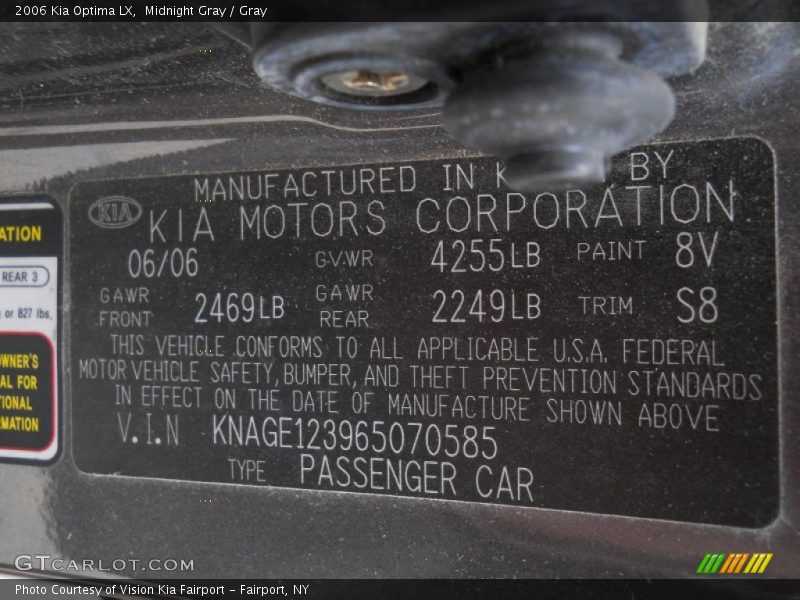 2006 Kia Optima LX, Midnight Gray / Gray
MANUFACTURED IN BY
KIA
KIA MOTORS CORPORATION
06/06 G.V.WR 4255LB PAINT 8V
GAWR FRONT 2469LB GAWR REAR 2249LB TRIM S8
THIS VEHICLE CONFORMS TO ALL APPLICABLE U.S.A. FEDERAL
MOTOR VEHICLE SAFETY, BUMPER, AND THEFT PREVENTION STANDARDS
IN EFFECT ON THE DATE OF MANUFACTURE SHOWN ABOVE
V.I.N KNAGE123965070585
TYPE PASSENGER CAR
ATION
REAR 3
or 827 lbs.
OWNER'S
AL FOR
TIONAL
MATION
GTCARLOT.COM
Photo Courtesy of Vision Kia Fairport – Fairport, NY